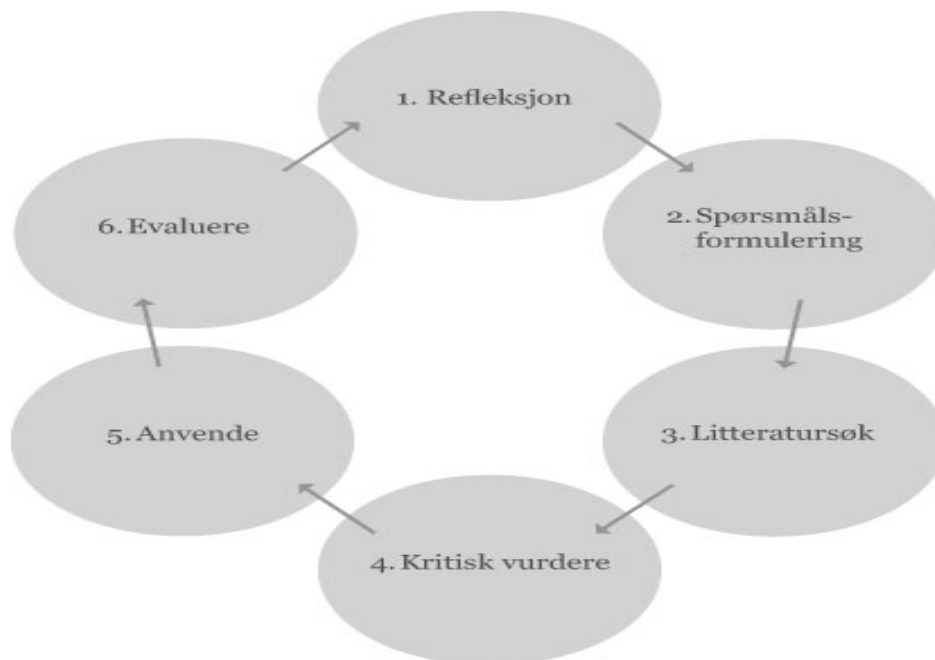 1. Refleksjon
2. Spørsmåls-
formulering
3. Litteratursøk
4. Kritisk vurdere
5. Anvende
6. Evaluere